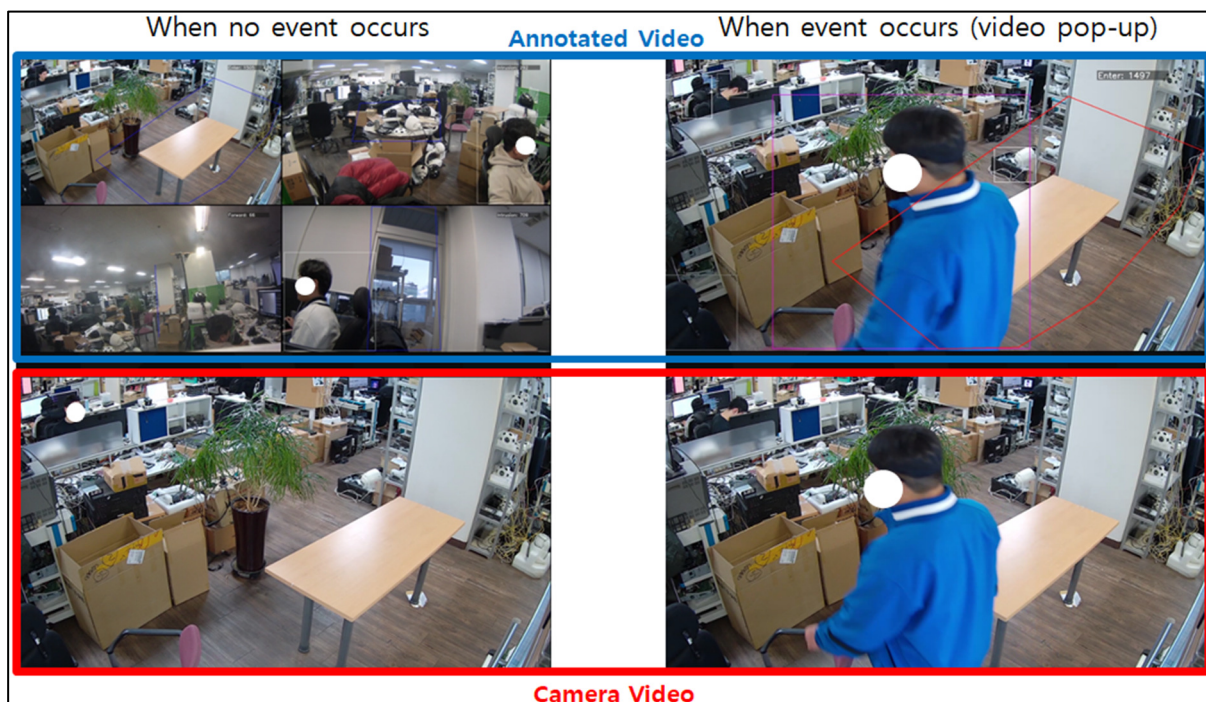 When no event occurs
Annotated Video
When event occurs (video pop-up)
Enter: 1497
Camera Video